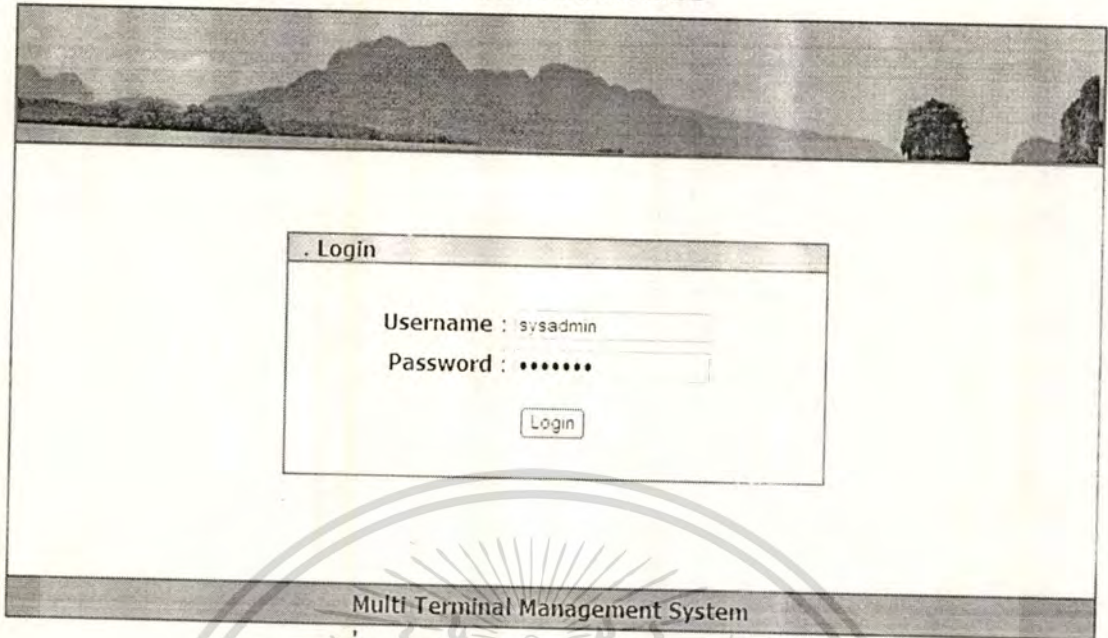 . Login
Username : sysadmin
Password : •••••••
Login
Multi Terminal Management System